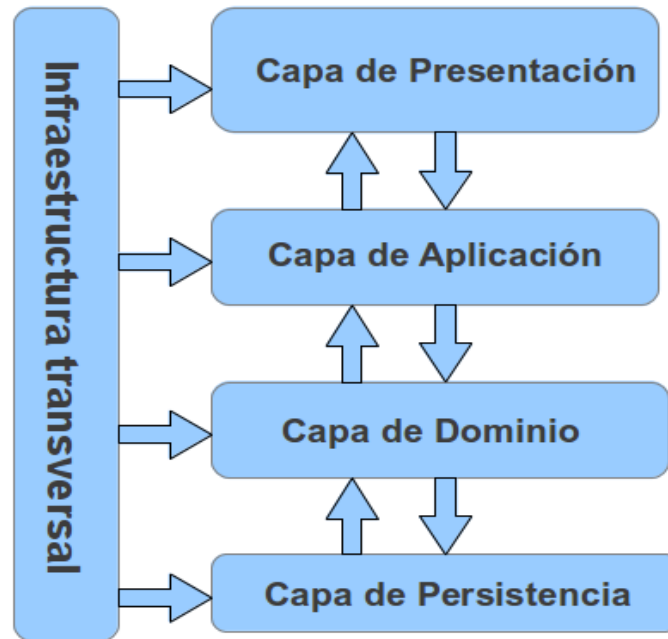 Infraestructura transversal
Capa de Presentación
Capa de Aplicación
Capa de Dominio
Capa de Persistencia